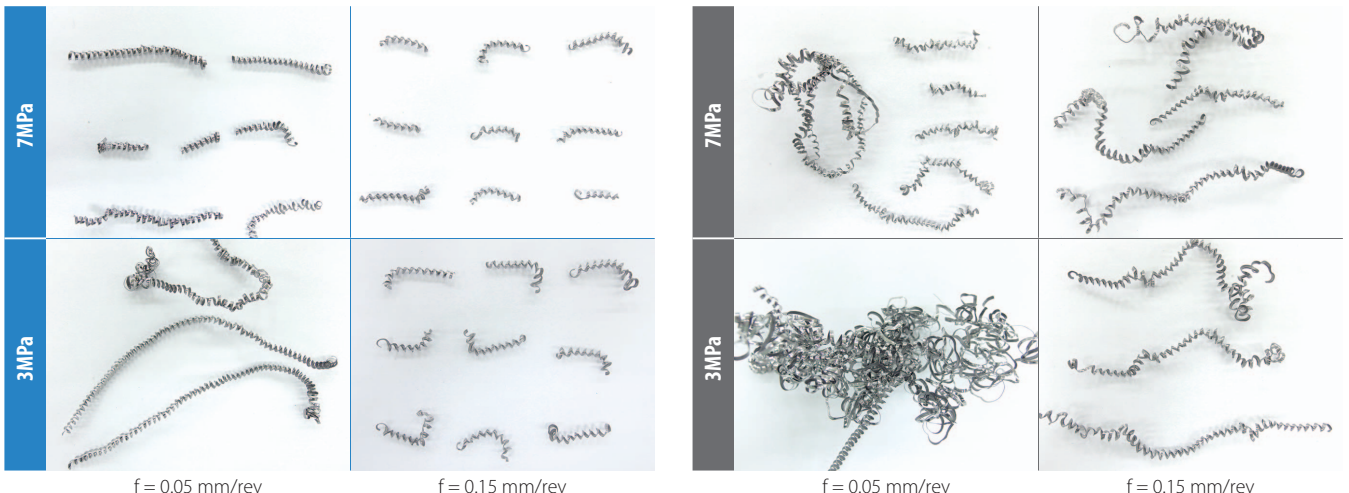 7MPa
7MPa
3MPa
3MPa
f = 0.05 mm/rev
f = 0.15 mm/rev
f = 0.05 mm/rev
f = 0.15 mm/rev